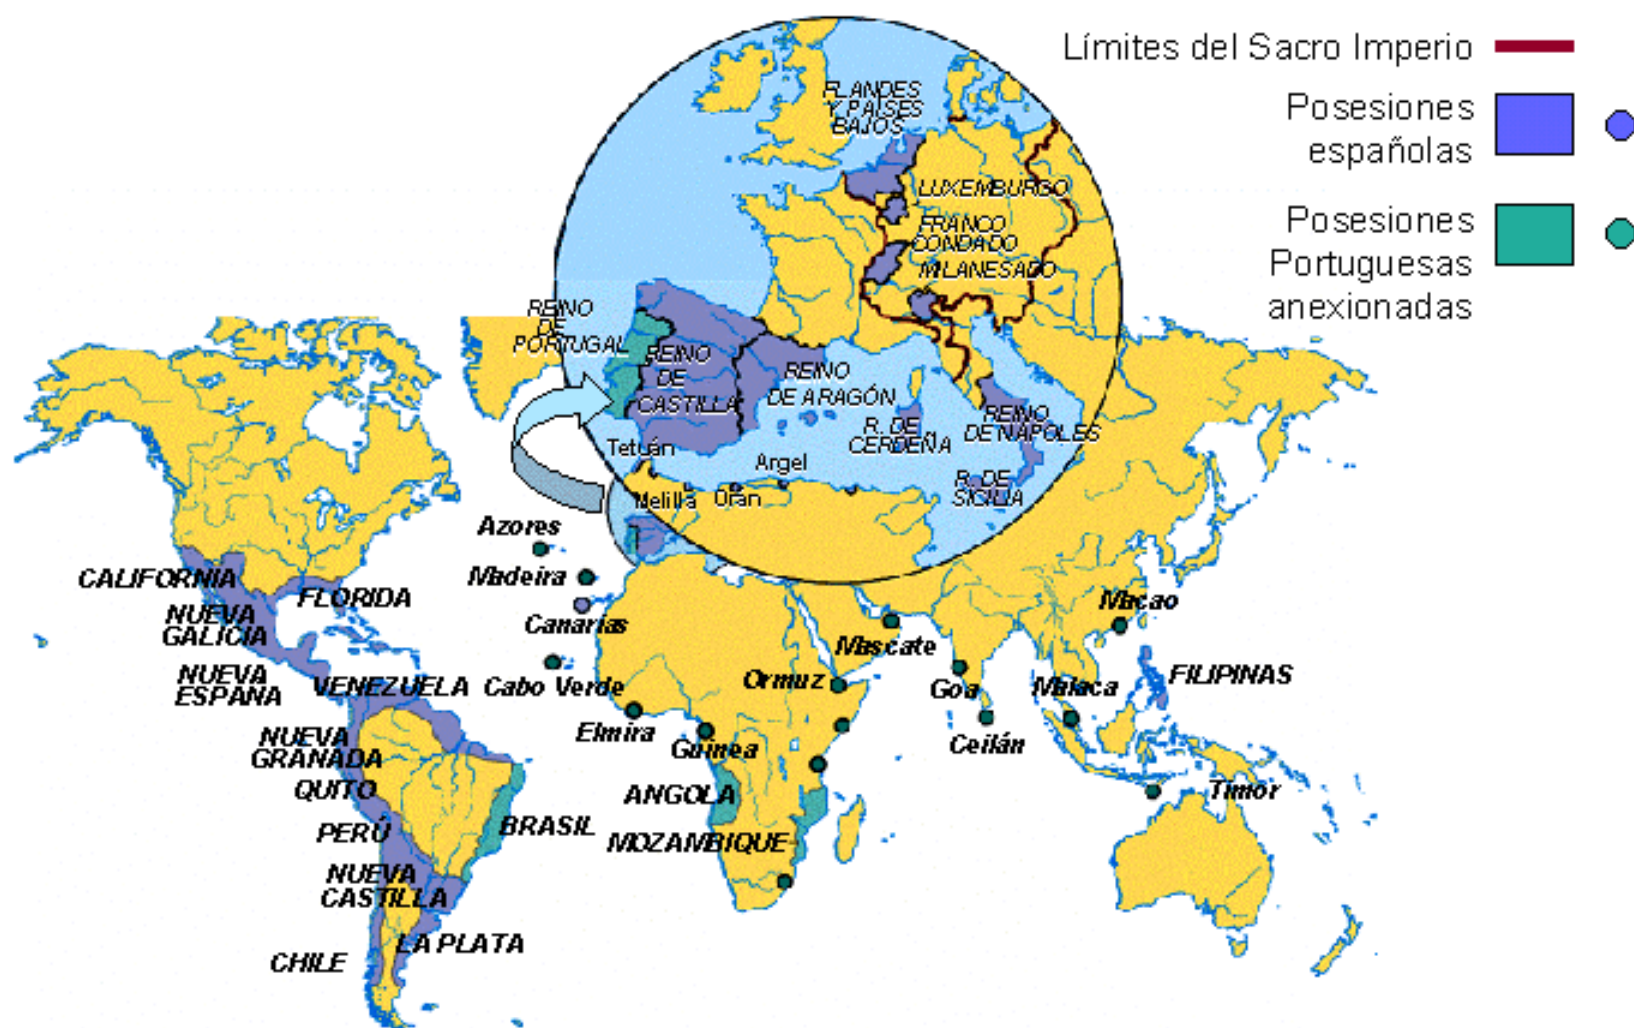 Límites del Sacro Imperio
Posesiones
españolas
Posesiones
Portuguesas
anexionadas
FLANDES
Y PAISES
BAJOS
LUXEMBURGO
FRANCO
CONDADO
MILANESADO
REINO
DE
PORTUGAL
REINO
DE
CASTILLA
REINO
DE ARAGÓN
R. DE
CERDEÑA
REINO
DE NAPOLES
R. DE
SICILIA
Tetuán
Melilla
Orán
Argel
Azores
Madeira
Canarias
Cabo Verde
Elmira
Guinea
ANGOLA
MOZAMBIQUE
Ormuz
Mascate
Goa
Ceilán
Malaca
Macao
FILIPINAS
Timor
CALIFORNIA
FLORIDA
NUEVA
GALICIA
NUEVA
ESPAÑA
VENEZUELA
NUEVA
GRANADA
QUITO
PERÚ
BRASIL
NUEVA
CASTILLA
LA PLATA
CHILE